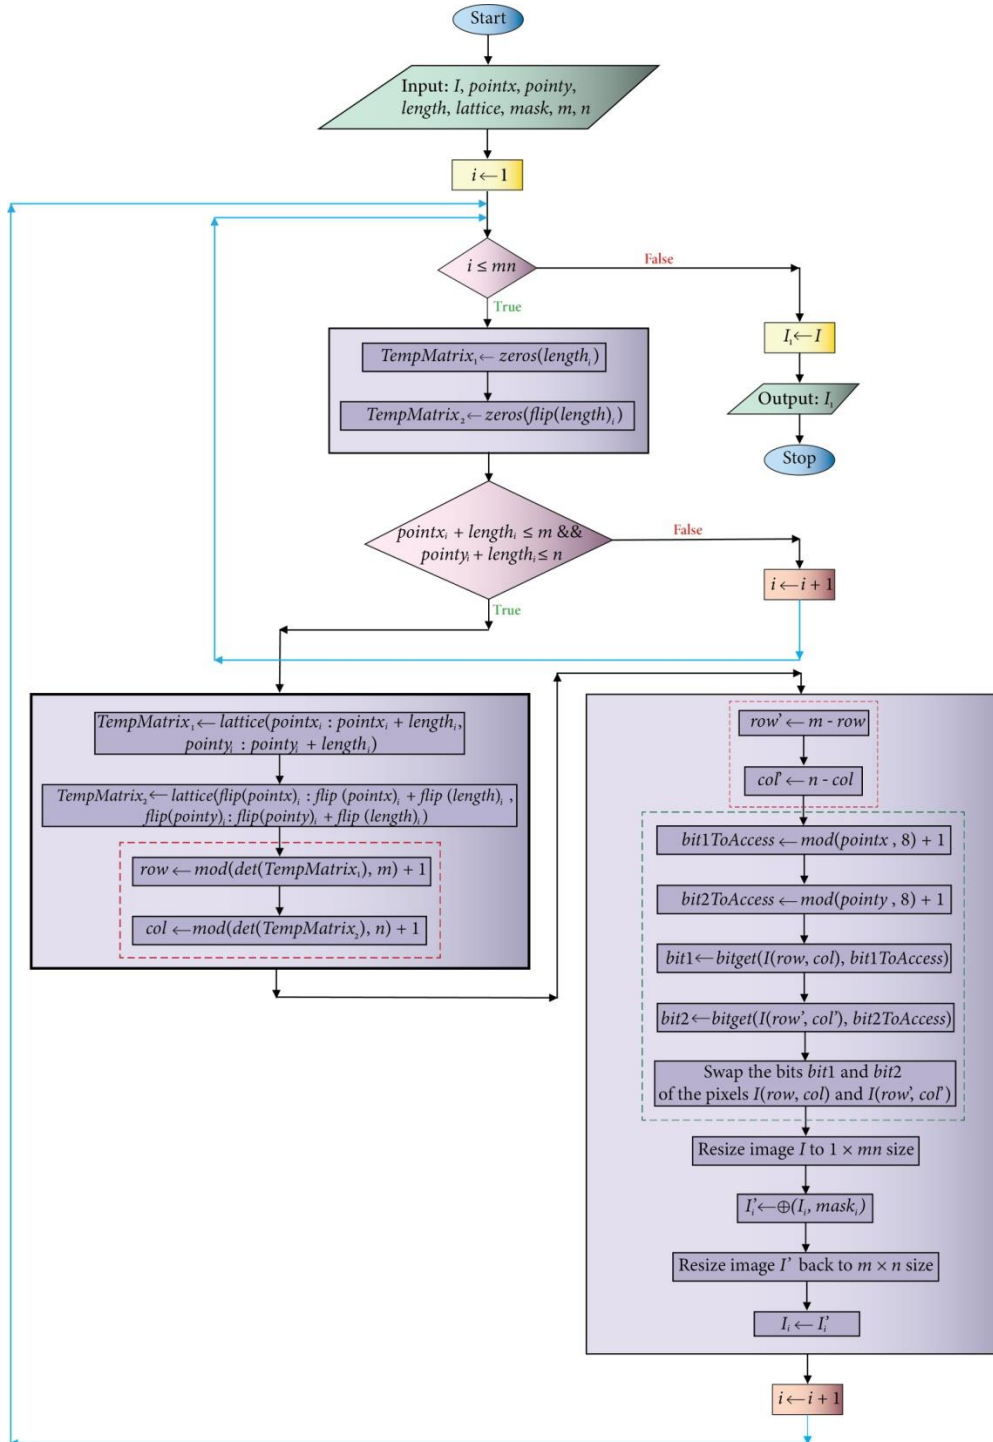 Start
Input: I, pointx, pointy,
length, lattice, mask, m, n
i ← 1
i ≤ mn
False
True
TempMatrix₁ ← zeros(lengthᵢ)
TempMatrix₂ ← zeros(flip(length)ᵢ)
I₁ ← I
Output: I₁
Stop
pointxᵢ + lengthᵢ ≤ m &&
pointyᵢ + lengthᵢ ≤ n
False
i ← i + 1
True
TempMatrix₁ ← lattice(pointxᵢ : pointxᵢ + lengthᵢ,
pointyᵢ : pointyᵢ + lengthᵢ)
TempMatrix₂ ← lattice(flip(pointx)ᵢ : flip (pointx)ᵢ + flip (length)ᵢ ,
flip(pointy)ᵢ : flip(pointy)ᵢ + flip (length)ᵢ)
row ← mod(det(TempMatrix₁), m) + 1
col ← mod(det(TempMatrix₂), n) + 1
row' ← m - row
col' ← n - col
bit1ToAccess ← mod(pointx , 8) + 1
bit2ToAccess ← mod(pointy , 8) + 1
bit1 ← bitget(I(row, col), bit1ToAccess)
bit2 ← bitget(I(row', col'), bit2ToAccess)
Swap the bits bit1 and bit2
of the pixels I(row, col) and I(row', col')
Resize image I to 1 × mn size
Iᵢ' ← ⊕(Iᵢ, maskᵢ)
Resize image I' back to m × n size
Iᵢ ← Iᵢ'
i ← i + 1